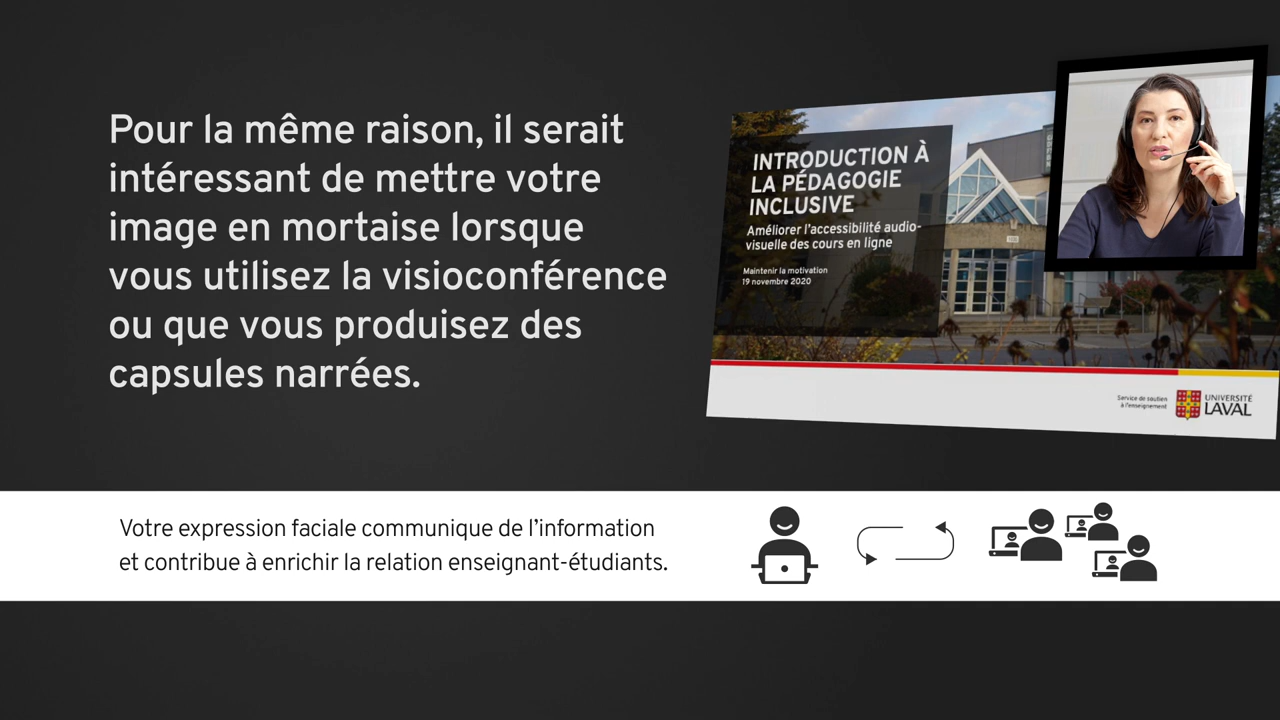 Pour la même raison, il serait
intéressant de mettre votre
image en mortaise lorsque
vous utilisez la visioconférence
ou que vous produisez des
capsules narrées.
INTRODUCTION À
LA PÉDAGOGIE
INCLUSIVE
Améliorer l'accessibilité audio-
visuelle des cours en ligne
Maintenir la motivation
19 novembre 2020
Service de soutien
à l'enseignement
UNIVERSITÉ
LAVAL
Votre expression faciale communique de l'information
et contribue à enrichir la relation enseignant-étudiants.